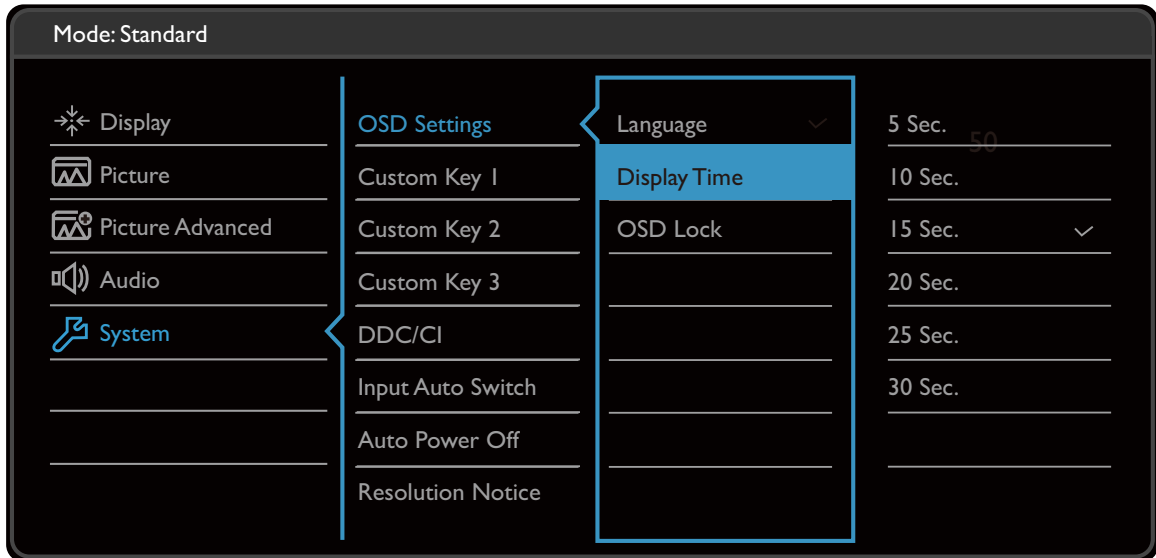 Mode: Standard
Display
Picture
Picture Advanced
Audio
System
OSD Settings
Custom Key 1
Custom Key 2
Custom Key 3
DDC/CI
Input Auto Switch
Auto Power Off
Resolution Notice
Language
Display Time
OSD Lock
5 Sec.
50
10 Sec.
15 Sec.
20 Sec.
25 Sec.
30 Sec.